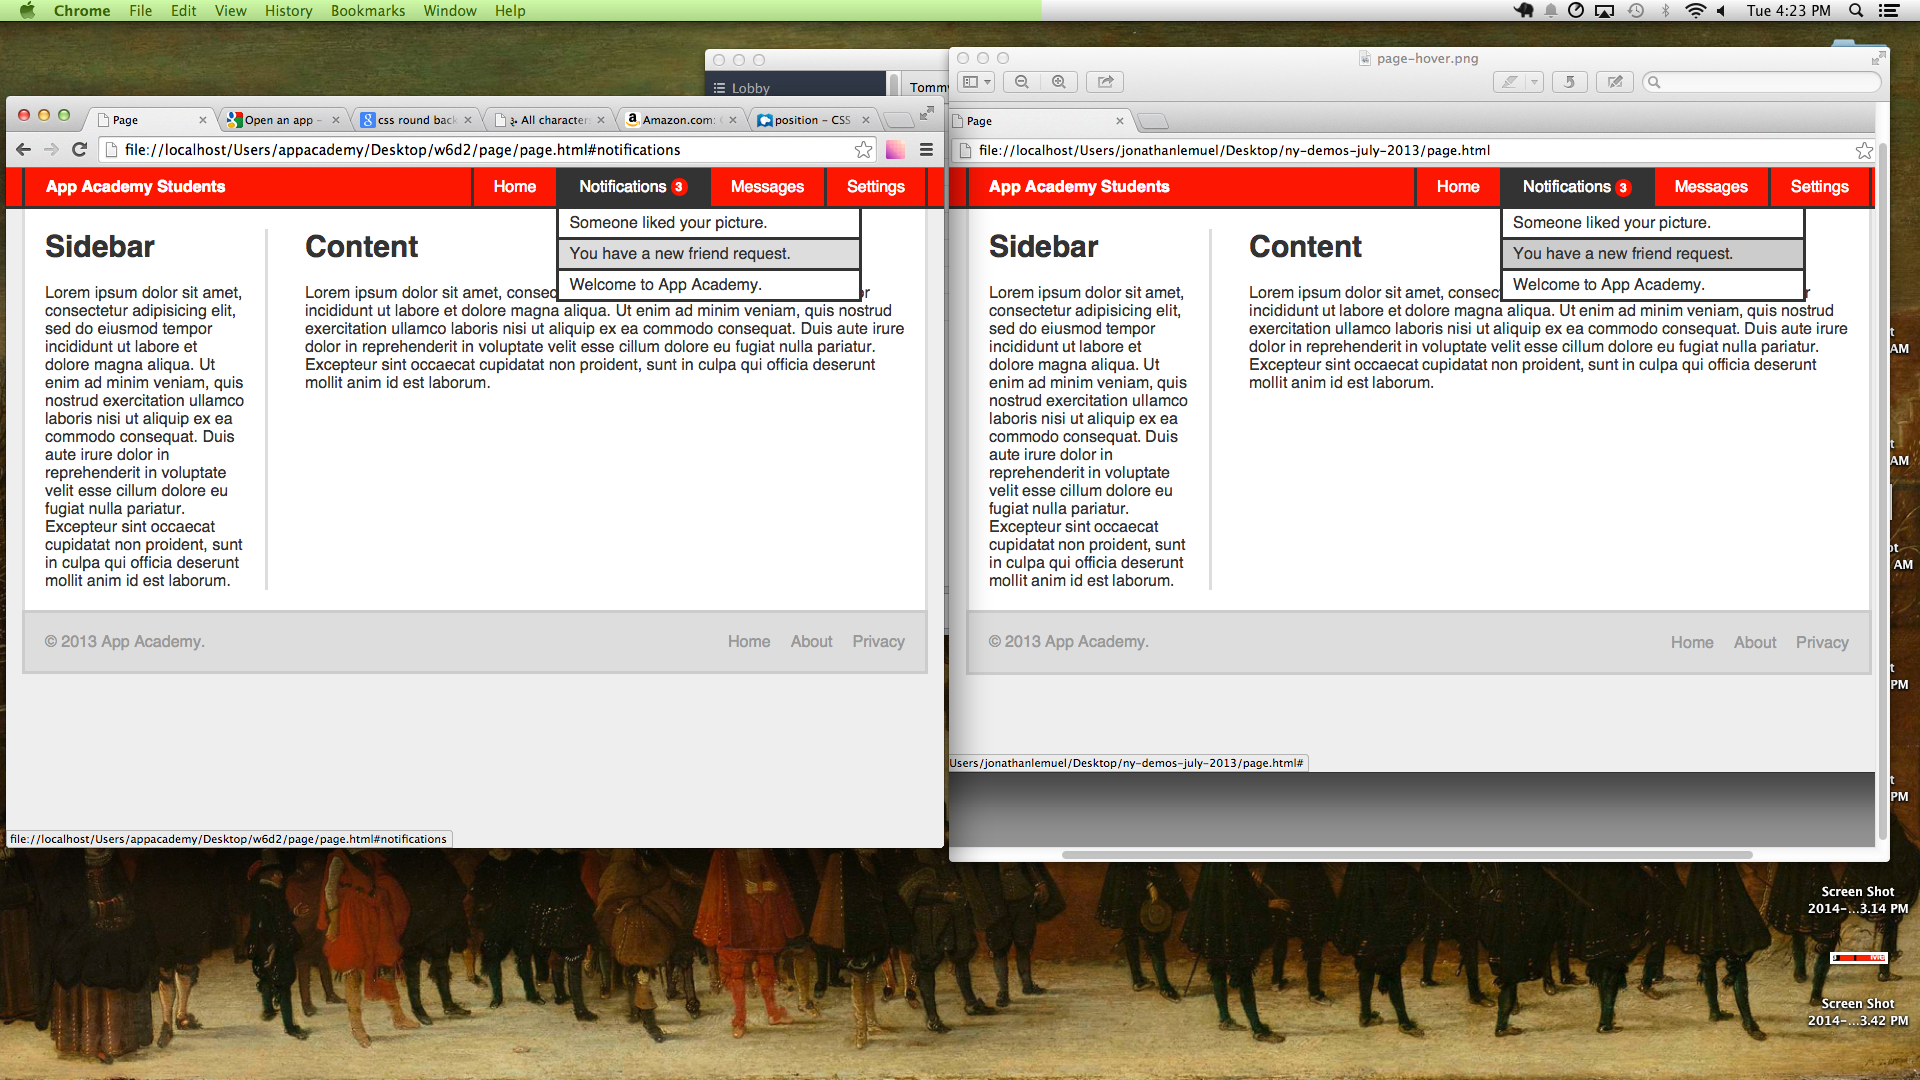 Chrome File Edit View History Bookmarks Window Help
Tue 4:23 PM
Lobby
Tommy
page-hover.png
Page
Open an app –
css round back
All character
Amazon.com:
position – CSS
file://localhost/Users/appacademy/Desktop/w6d2/page/page.html#notifications
App Academy Students
Home
Notifications 3
Messages
Settings
Someone liked your picture.
You have a new friend request.
Welcome to App Academy.
Sidebar
Lorem ipsum dolor sit amet,
consectetur adipisicing elit,
sed do eiusmod tempor
incididunt ut labore et
dolore magna aliqua. Ut
enim ad minim veniam, quis
nostrud exercitation ullamco
laboris nisi ut aliquip ex ea
commodo consequat. Duis
aute irure dolor in
reprehenderit in voluptate
velit esse cillum dolore eu
fugiat nulla pariatur.
Excepteur sint occaecat
cupidatat non proident, sunt
in culpa qui officia deserunt
mollit anim id est laborum.
Content
Lorem ipsum dolor sit amet, consec r
incididunt ut labore et dolore magna aliqua. Ut enim ad minim veniam, quis nostrud
exercitation ullamco laboris nisi ut aliquip ex ea commodo consequat. Duis aute irure
dolor in reprehenderit in voluptate velit esse cillum dolore eu fugiat nulla pariatur.
Excepteur sint occaecat cupidatat non proident, sunt in culpa qui officia deserunt
mollit anim id est laborum.
© 2013 App Academy.
Home About Privacy
file://localhost/Users/appacademy/Desktop/w6d2/page/page.html#notifications
Page
file://localhost/Users/jonathanlemuel/Desktop/ny-demos-july-2013/page.html
App Academy Students
Home
Notifications 3
Messages
Settings
Someone liked your picture.
You have a new friend request.
Welcome to App Academy.
Sidebar
Lorem ipsum dolor sit amet,
consectetur adipisicing elit,
sed do eiusmod tempor
incididunt ut labore et
dolore magna aliqua. Ut
enim ad minim veniam, quis
nostrud exercitation ullamco
laboris nisi ut aliquip ex ea
commodo consequat. Duis
aute irure dolor in
reprehenderit in voluptate
velit esse cillum dolore eu
fugiat nulla pariatur.
Excepteur sint occaecat
cupidatat non proident, sunt
in culpa qui officia deserunt
mollit anim id est laborum.
Content
Lorem ipsum dolor sit amet, consec r
incididunt ut labore et dolore magna aliqua. Ut enim ad minim veniam, quis nostrud
exercitation ullamco laboris nisi ut aliquip ex ea commodo consequat. Duis aute irure
dolor in reprehenderit in voluptate velit esse cillum dolore eu fugiat nulla pariatur.
Excepteur sint occaecat cupidatat non proident, sunt in culpa qui officia deserunt
mollit anim id est laborum.
© 2013 App Academy.
Home About Privacy
Users/jonathanlemuel/Desktop/ny-demos-july-2013/page.html#
t
AM
t
AM
ot
AM
t
PM
t
PM
Screen Shot
2014-...3.14 PM
Screen Shot
2014-...3.42 PM